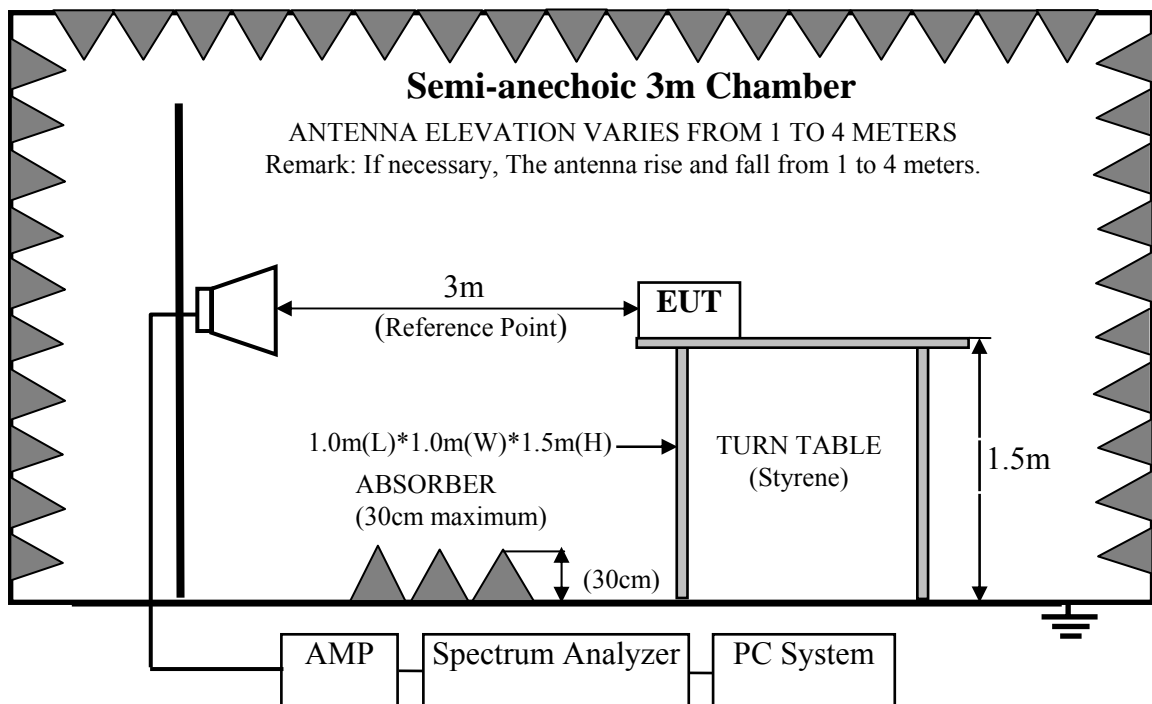 Semi-anechoic 3m Chamber
ANTENNA ELEVATION VARIES FROM 1 TO 4 METERS
Remark: If necessary, The antenna rise and fall from 1 to 4 meters.
3m
(Reference Point)
EUT
1.0m(L)*1.0m(W)*1.5m(H)
TURN TABLE
(Styrene)
1.5m
ABSORBER
(30cm maximum)
(30cm)
AMP
Spectrum Analyzer
PC System